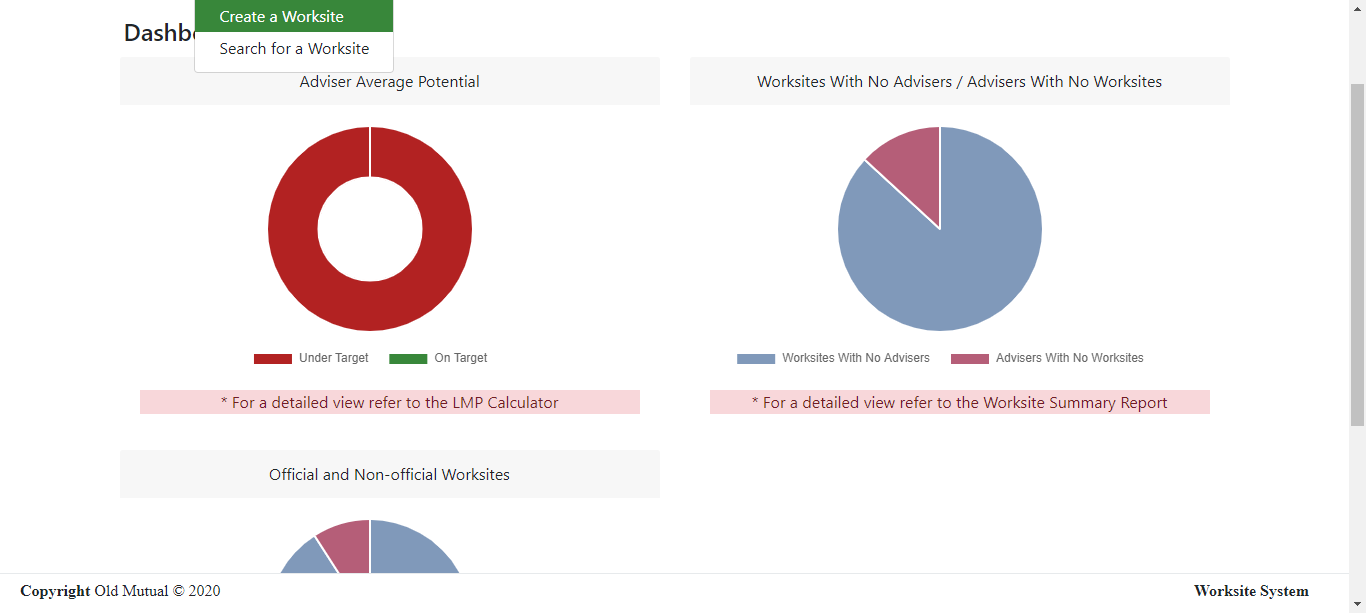 Create a Worksite
Search for a Worksite
Adviser Average Potential
Worksites With No Advisers / Advisers With No Worksites
Under Target
On Target
Worksites With No Advisers
Advisers With No Worksites
* For a detailed view refer to the LMP Calculator
* For a detailed view refer to the Worksite Summary Report
Official and Non-official Worksites
Copyright Old Mutual © 2020
Worksite System